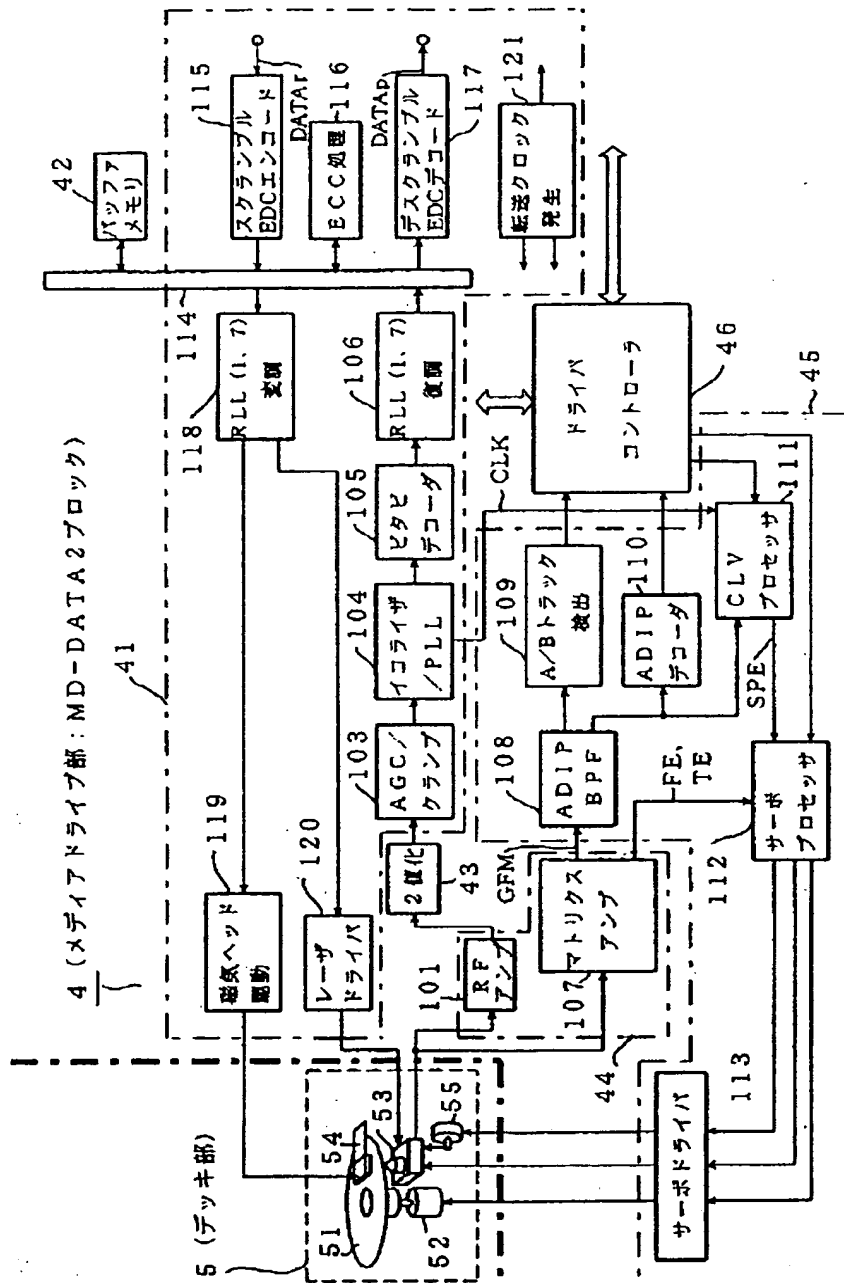 4 (メディアドライブ部:MD-DATA2ブロック)
41
42
バッファ
メモリ
114
115
スクランブル
EDCエンコード
DATAr
116
ECC処理
DATAp
117
デスクランブル
EDCデコード
121
転送クロック
発生
118
RLL(1、7)
変調
106
RLL(1、7)
復調
105
ビタビ
デコーダ
104
イコライザ
/PLL
103
AGC/
クランプ
43
2値化
119
磁気ヘッド
駆動
120
レーザ
ドライバ
101
RF
アンプ
107
マトリクス
アンプ
44
GFM
108
ADIP
BPF
109
A/Bトラック
検出
110
ADIP
デコーダ
CLK
ドライバ
コントローラ
46
45
111
CLV
プロセッサ
SPE
FE、
TE
112
サーボ
プロセッサ
113
サーボドライバ
5 (デッキ部)
51
52
53
54
55